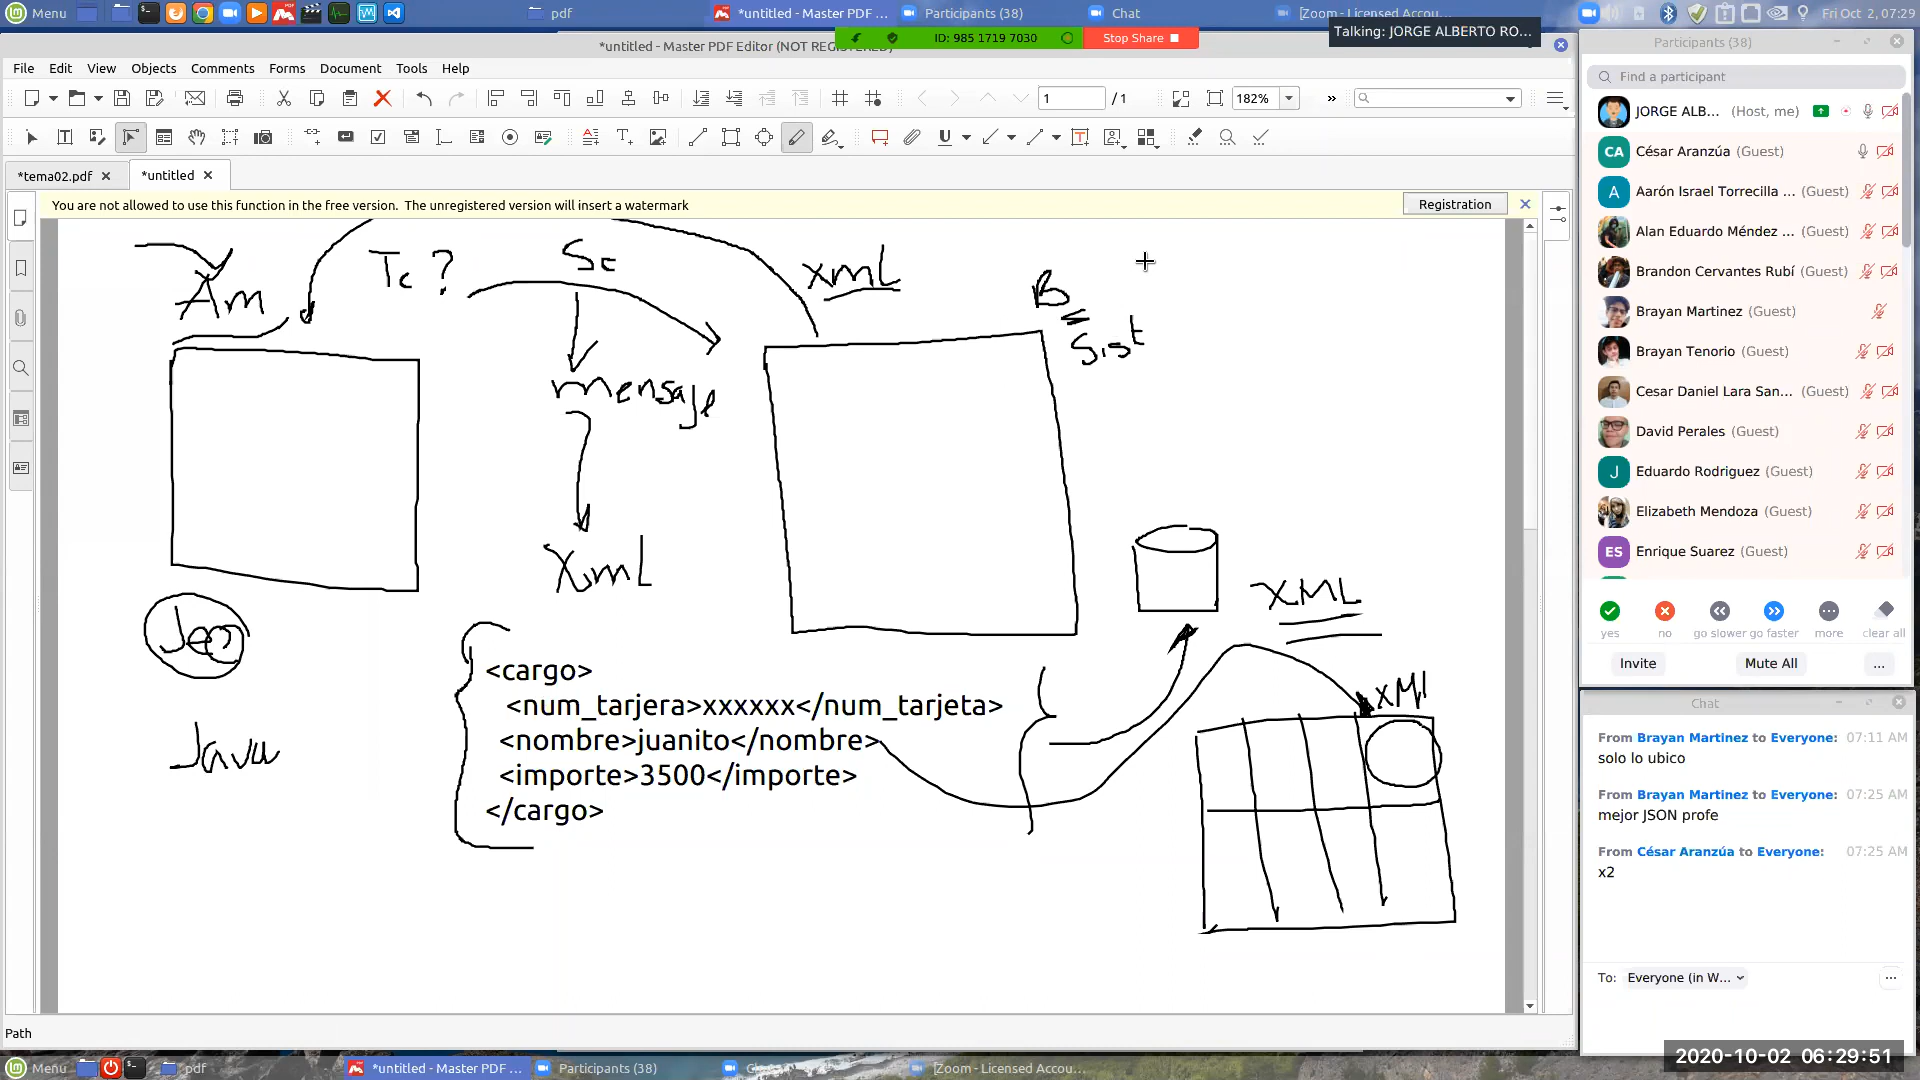 Menu
pdf
*untitled - Master PDF ...
Participants (38)
Chat
[Zoom - Licensed Accou...
Fri Oct 2, 07:29
*untitled - Master PDF Editor (NOT REGISTERED)
ID: 985 1719 7030
Stop Share
Talking: JORGE ALBERTO RO...
File Edit View Objects Comments Forms Document Tools Help
1 / 1
182%
*tema02.pdf
*untitled
You are not allowed to use this function in the free version. The unregistered version will insert a watermark
Registration
Am
Tc ?
Sc
xml
B
Sist
mensaje
Xml
XML
XMl
Java
<cargo>
<num_tarjera>xxxxxx</num_tarjeta>
<nombre>juanito</nombre>
<importe>3500</importe>
</cargo>
Path
Participants (38)
Find a participant
JORGE ALB... (Host, me)
CA César Aranzúa (Guest)
A Aarón Israel Torrecilla ... (Guest)
Alan Eduardo Méndez ... (Guest)
Brandon Cervantes Rubí (Guest)
Brayan Martinez (Guest)
Brayan Tenorio (Guest)
Cesar Daniel Lara San... (Guest)
David Perales (Guest)
J Eduardo Rodriguez (Guest)
Elizabeth Mendoza (Guest)
ES Enrique Suarez (Guest)
yes no go slower go faster more clear all
Invite Mute All ...
Chat
From Brayan Martinez to Everyone: 07:11 AM
solo lo ubico
From Brayan Martinez to Everyone: 07:25 AM
mejor JSON profe
From César Aranzúa to Everyone: 07:25 AM
x2
To: Everyone (in W... ...
Menu
pdf
*untitled - Master PDF ...
Participants (38)
[Zoom - Licensed Accou...
2020-10-02 06:29:51